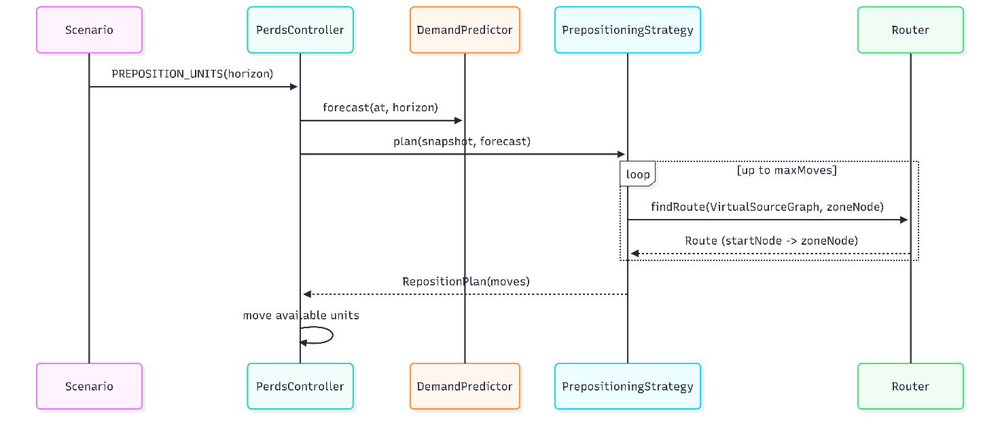 Scenario
PerdsController
DemandPredictor
PrepositioningStrategy
Router
PREPOSITION_UNITS(horizon)
forecast(at, horizon)
plan(snapshot, forecast)
loop
[up to maxMoves]
findRoute(VirtualSourceGraph, zoneNode)
Route (startNode -> zoneNode)
RepositionPlan(moves)
move available units
Scenario
PerdsController
DemandPredictor
PrepositioningStrategy
Router